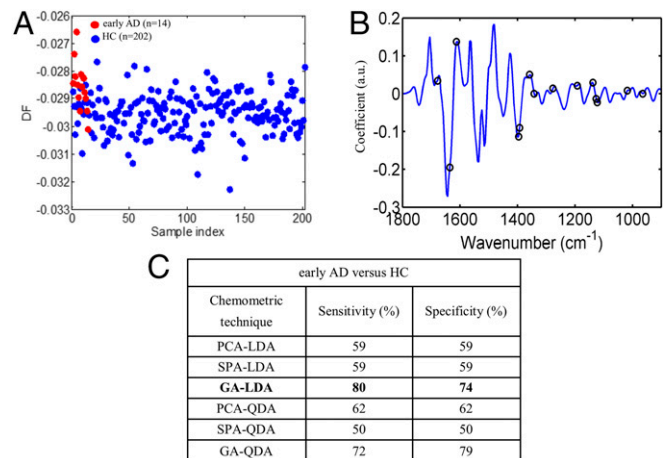 A
early AD (n=14)
HC (n=202)
-0.026
-0.027
-0.028
-0.029
-0.03
-0.031
-0.032
-0.033
DF
0 50 100 150 200
Sample index
B
0.2
0.1
0
-0.1
-0.2
-0.3
Coefficient (a.u.)
1800 1600 1400 1200 1000
Wavenumber (cm-1)
C
early AD versus HC
Chemometric technique Sensitivity (%) Specificity (%)
PCA-LDA 59 59
SPA-LDA 59 59
GA-LDA 80 74
PCA-QDA 62 62
SPA-QDA 50 50
GA-QDA 72 79